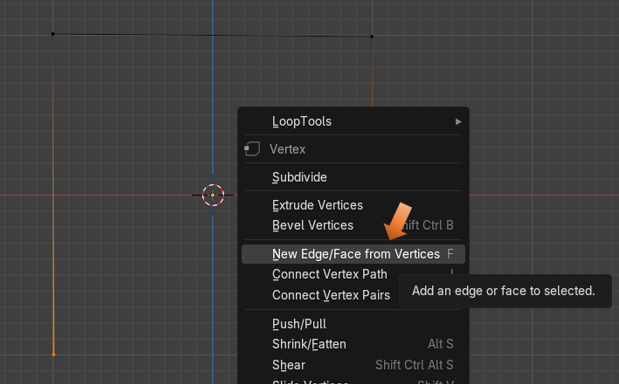 LoopTools
Vertex
Subdivide
Extrude Vertices
Bevel Vertices Ctrl B
New Edge/Face from Vertices F
Connect Vertex Path
Connect Vertex Pairs
Add an edge or face to selected.
Push/Pull
Shrink/Fatten Alt S
Shear Shift Ctrl Alt S